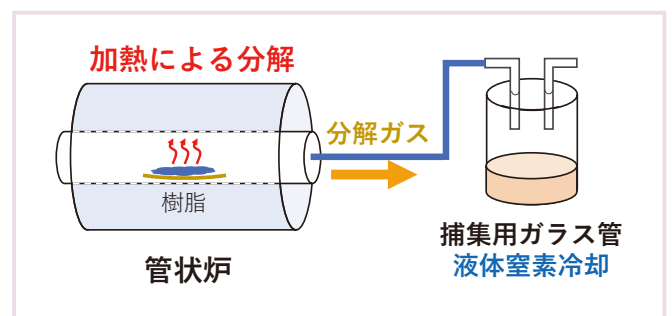 加熱による分解
分解ガス
樹脂
管状炉
捕集用ガラス管
液体窒素冷却